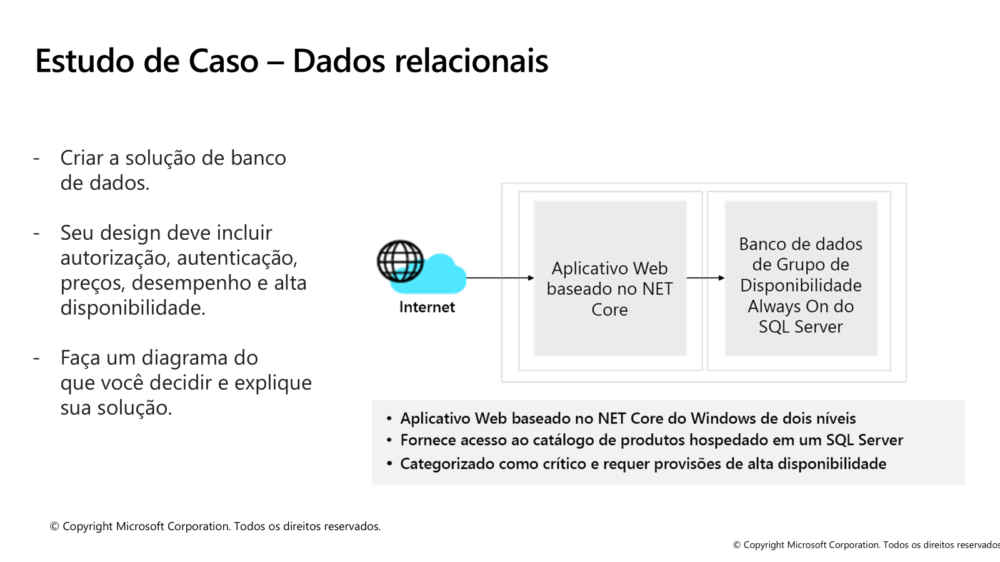 Estudo de Caso – Dados relacionais
- Criar a solução de banco
de dados.
- Seu design deve incluir
autorização, autenticação,
preços, desempenho e alta
disponibilidade.
- Faça um diagrama do
que você decidir e explique
sua solução.
Internet
Aplicativo Web
baseado no NET
Core
Banco de dados
de Grupo de
Disponibilidade
Always On do
SQL Server
• Aplicativo Web baseado no NET Core do Windows de dois níveis
• Fornece acesso ao catálogo de produtos hospedado em um SQL Server
• Categorizado como crítico e requer provisões de alta disponibilidade
© Copyright Microsoft Corporation. Todos os direitos reservados.
© Copyright Microsoft Corporation. Todos os direitos reservados